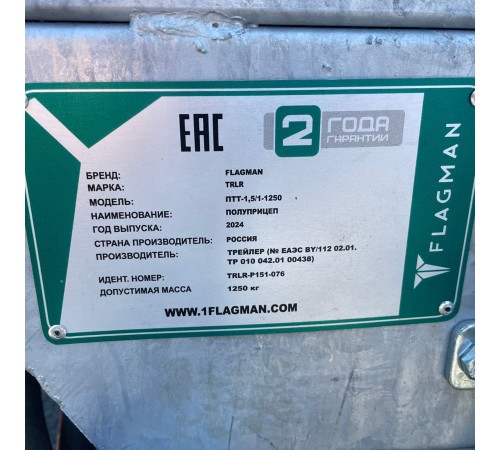 EAC
2 ГОДА
ГАРАНТИИ
БРЕНД: FLAGMAN
МАРКА: TRLR
МОДЕЛЬ: ПТТ-1,5/1-1250
НАИМЕНОВАНИЕ: ПОЛУПРИЦЕП
ГОД ВЫПУСКА: 2024
СТРАНА ПРОИЗВОДИТЕЛЬ: РОССИЯ
ПРОИЗВОДИТЕЛЬ: ТРЕЙЛЕР (№ ЕАЭС BY/112 02.01.
ТР 010 042.01 00438)
ИДЕНТ. НОМЕР: TRLR-P151-076
ДОПУСТИМАЯ МАССА 1250 кг
WWW.1FLAGMAN.COM
FLAGMAN